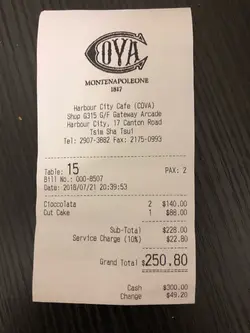 COVA
MONTENAPOLEONE
1817
Harbour City Cafe (COVA)
Shop G315 G/F Gateway Arcade
Harbour City, 17 Canton Road
Tsim Sha Tsui
Tel: 2907-3882 Fax: 2175-0993
Table: 15 PAX: 2
Bill No.: 000-8507
Date: 2018/07/21 20:39:53
Cioccolata 2 $140.00
Cut Cake 1 $88.00
Sub-Total $228.00
Service Charge (10%) $22.80
Grand Total $250.80
Cash $300.00
Change $49.20